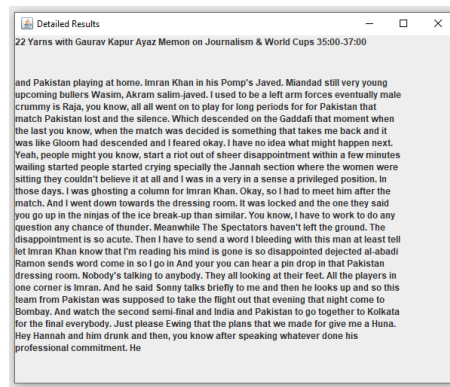 Detailed Results
22 Yarns with Gaurav Kapur Ayaz Memon on Journalism & World Cups 35:00-37:00
and Pakistan playing at home. Imran Khan in his Pomp's Javed. Miandad still very young
upcoming bullers Wasim, Akram salim-javed. I used to be a left arm forces eventually male
crummy is Raja, you know, all all went on to play for long periods for for Pakistan that
match Pakistan lost and the silence. Which descended on the Gaddafi that moment when
the last you know, when the match was decided is something that takes me back and it
was like Gloom had descended and I feared okay. I have no idea what might happen next.
Yeah, people might you know, start a riot out of sheer disappointment within a few minutes
wailing started people started crying specially the Jannah section where the women were
sitting they couldn't believe it at all and I was in a very in a sense a privileged position. In
those days. I was ghosting a column for Imran Khan. Okay, so I had to meet him after the
match. And I went down towards the dressing room. It was locked and the one they said
you go up in the ninjas of the ice break-up than similar. You know, I have to work to do any
question any chance of thunder. Meanwhile The Spectators haven't left the ground. The
disappointment is so acute. Then I have to send a word I bleeding with this man at least tell
let Imran Khan know that I'm reading his mind is gone is so disappointed dejected al-abadi
Ramon sends word come in so I go in And your you can hear a pin drop in that Pakistan
dressing room. Nobody's talking to anybody. They all looking at their feet. All the players in
one corner is Imran. And he said Sonny talks briefly to me and then he looks up and so this
team from Pakistan was supposed to take the flight out that evening that night come to
Bombay. And watch the second semi-final and India and Pakistan to go together to Kolkata
for the final everybody. Just please Ewing that the plans that we made for give me a Huna.
Hey Hannah and him drunk and then, you know after speaking whatever done his
professional commitment. He